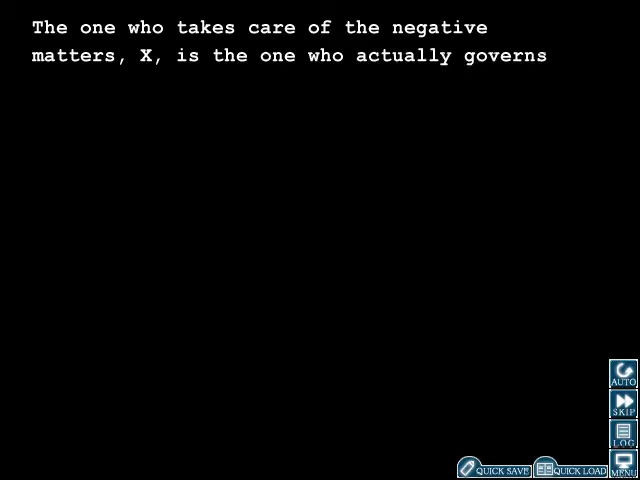 The one who takes care of the negative
matters, X, is the one who actually governs
AUTO
SKIP
LOG
MENU
QUICK SAVE
QUICK LOAD